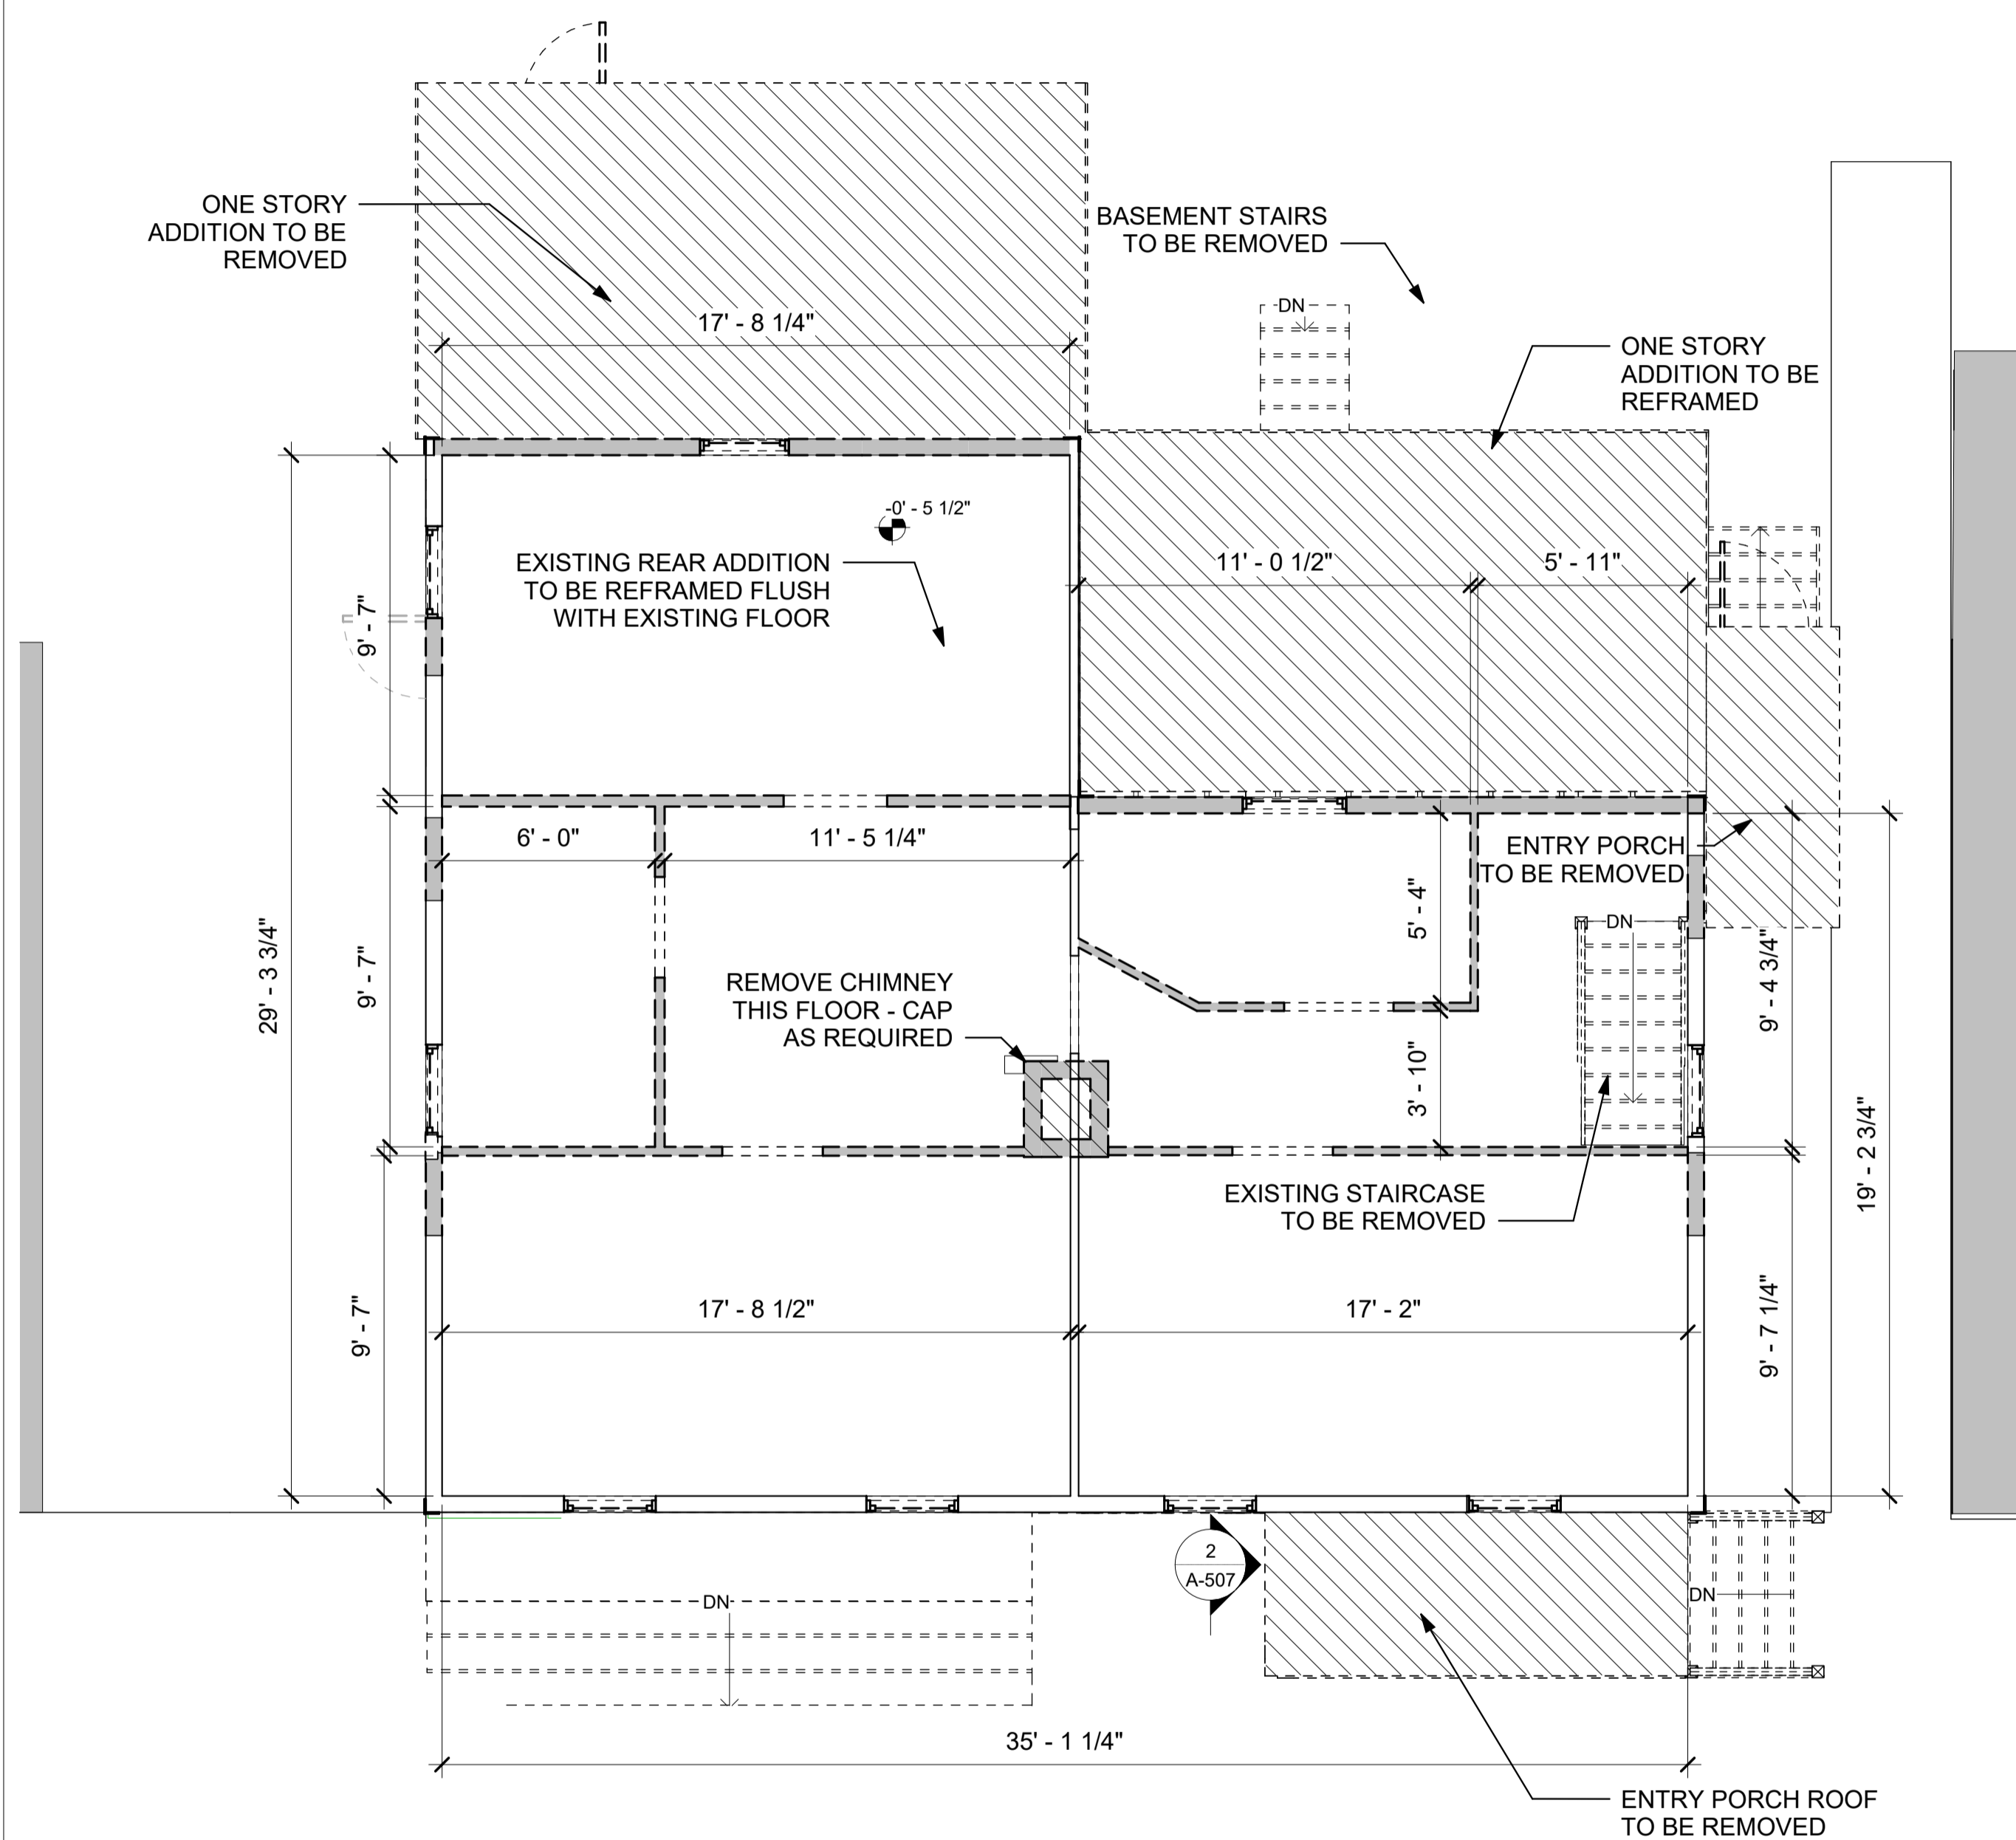 ONE STORY
ADDITION TO BE
REMOVED
BASEMENT STAIRS
TO BE REMOVED
DN
17' - 8 1/4"
ONE STORY
ADDITION TO BE
REFRAMED
-0' - 5 1/2"
EXISTING REAR ADDITION
TO BE REFRAMED FLUSH
WITH EXISTING FLOOR
11' - 0 1/2"
5' - 11"
9' - 7"
6' - 0"
11' - 5 1/4"
ENTRY PORCH
TO BE REMOVED
5' - 4"
DN
29' - 3 3/4"
9' - 7"
REMOVE CHIMNEY
THIS FLOOR - CAP
AS REQUIRED
9' - 4 3/4"
3' - 10"
19' - 2 3/4"
EXISTING STAIRCASE
TO BE REMOVED
9' - 7"
17' - 8 1/2"
17' - 2"
9' - 7 1/4"
2
A-507
DN
DN
35' - 1 1/4"
ENTRY PORCH ROOF
TO BE REMOVED